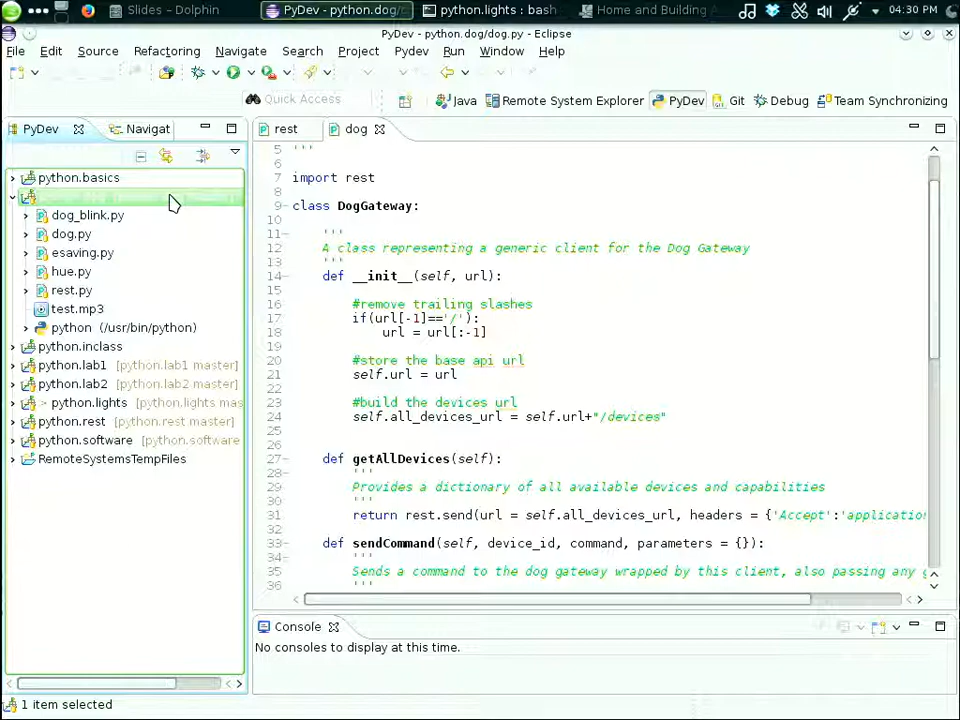 Slides – Dolphin
PyDev - python.dog/d
python.lights : bash
Home and Building
04:30 PM
PyDev - python.dog/dog.py - Eclipse
File Edit Source Refactoring Navigate Search Project Pydev Run Window Help
Quick Access
Java Remote System Explorer PyDev Git Debug Team Synchronizing
PyDev Navigat
rest dog
python.basics
dog_blink.py
dog.py
esaving.py
hue.py
rest.py
test.mp3
python (/usr/bin/python)
python.inclass
python.lab1 [python.lab1 master]
python.lab2 [python.lab2 master]
> python.lights [python.lights mas
python.rest [python.rest master]
python.software [python.software
RemoteSystemsTempFiles
5 '''
6
7 import rest
8
9 class DogGateway:
10
11 '''
12 A class representing a generic client for the Dog Gateway
13 '''
14 def __init__(self, url):
15
16 #remove trailing slashes
17 if(url[-1]=='/'):
18 url = url[:-1]
19
20 #store the base api url
21 self.url = url
22
23 #build the devices url
24 self.all_devices_url = self.url+"/devices"
25
26
27 def getAllDevices(self):
28 '''
29 Provides a dictionary of all available devices and capabilities
30 '''
31 return rest.send(url = self.all_devices_url, headers = {'Accept':'applicatio
32
33 def sendCommand(self, device_id, command, parameters = {}):
34 '''
35 Sends a command to the dog gateway wrapped by this client, also passing any
36 '''
Console
No consoles to display at this time.
1 item selected